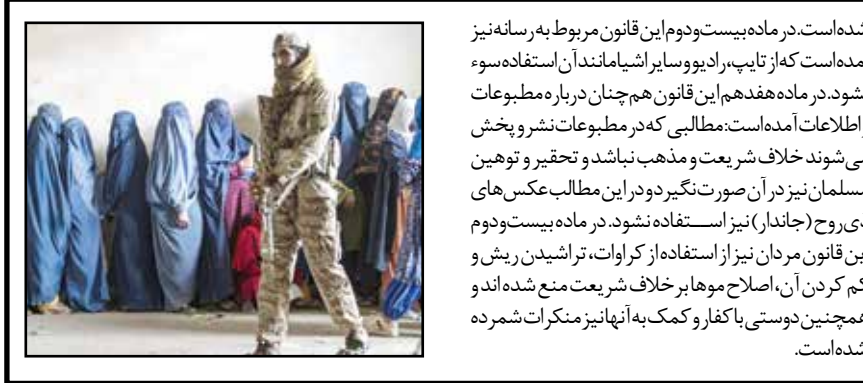 شده است. در ماده بیست‌ودوم این قانون مربوط به رسانه نیز
آمده است که از تایپ، رادیو و سایر اشیا مانند آن استفاده سوء
نشود. در ماده هفدهم این قانون هم‌چنان درباره مطبوعات
و اطلاعات آمده است: مطالبی که در مطبوعات نشر و پخش
می‌شوند خلاف شریعت و مذهب نباشد و تحقیر و توهین
مسلمان نیز در آن صورت نگیرد و در این مطالب عکس‌های
ذی روح (جاندار) نیز استفاده نشود. در ماده بیست‌ودوم
این قانون مردان نیز از استفاده از کراوات، تراشیدن ریش و
کم کردن آن، اصلاح موها بر خلاف شریعت منع شده‌اند و
همچنین دوستی با کفار و کمک به آنها نیز منکرات شمرده
شده است.